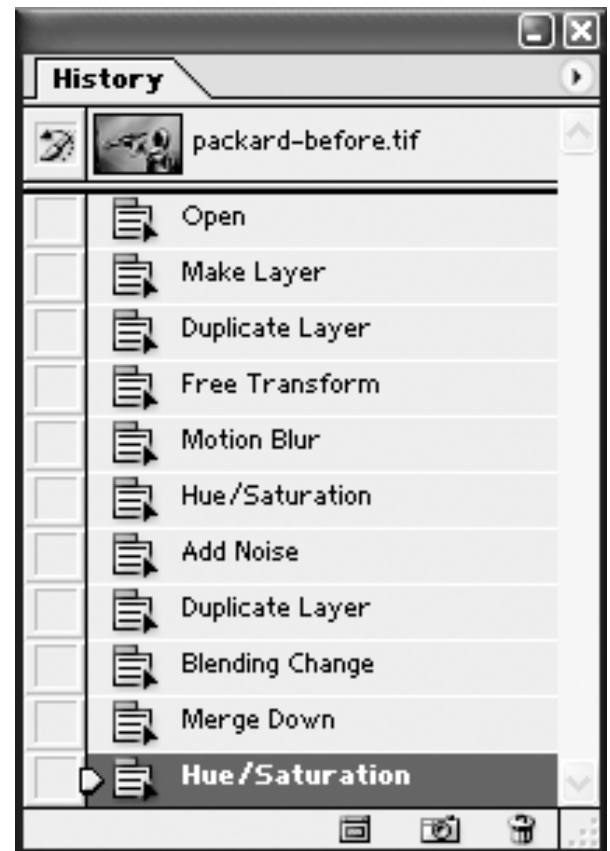 History
packard-before.tif
Open
Make Layer
Duplicate Layer
Free Transform
Motion Blur
Hue/Saturation
Add Noise
Duplicate Layer
Blending Change
Merge Down
Hue/Saturation